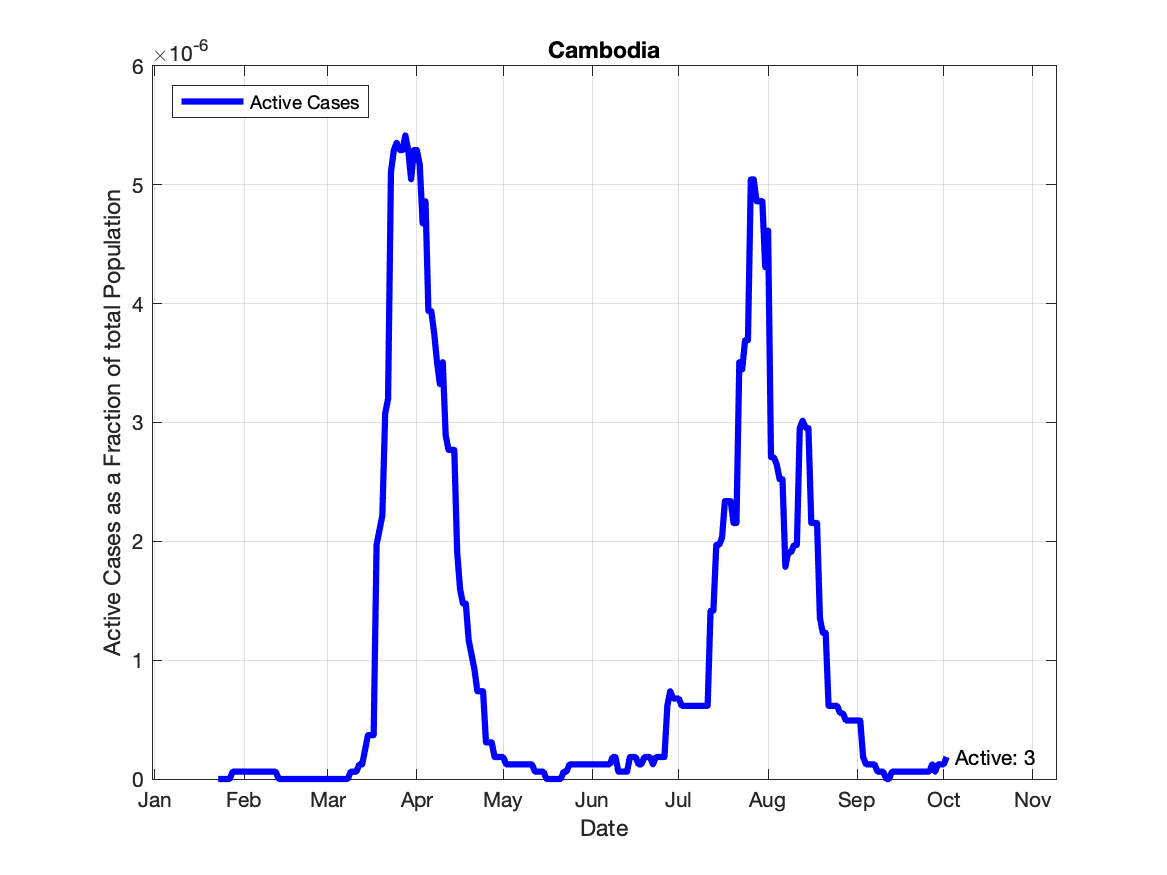 Cambodia
×10-6
6
5
4
3
2
1
0
Active Cases as a Fraction of total Population
Active Cases
Active: 3
Jan Feb Mar Apr May Jun Jul Aug Sep Oct Nov
Date